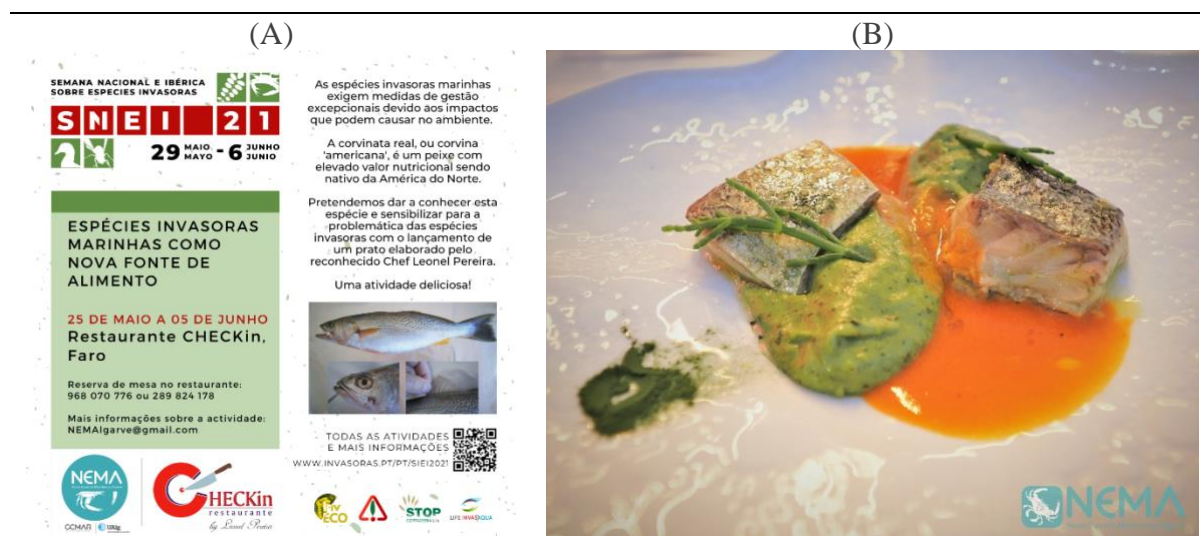 (A)
(B)
SEMANA NACIONAL E IBÉRICA
SOBRE ESPECIES INVASORAS
SNEI 21
29 MAIO MAYO - 6 JUNHO JUNIO
ESPÉCIES INVASORAS
MARINHAS COMO
NOVA FONTE DE
ALIMENTO
25 DE MAIO A 05 DE JUNHO
Restaurante CHECKin,
Faro
Reserva de mesa no restaurante:
968 070 776 ou 289 824 178
Mais informações sobre a actividade:
NEMAlgarve@gmail.com
NEMA
CCMAR
UAlg
CHECKin
restaurante
by Leonel Pereira
As espécies invasoras marinhas
exigem medidas de gestão
excepcionais devido aos impactos
que podem causar no ambiente.
A corvinata real, ou corvina
'americana', é um peixe com
elevado valor nutricional sendo
nativo da América do Norte.
Pretendemos dar a conhecer esta
espécie e sensibilizar para a
problemática das espécies
invasoras com o lançamento de
um prato elaborado pelo
reconhecido Chef Leonel Pereira.
Uma atividade deliciosa!
TODAS AS ATIVIDADES
E MAIS INFORMAÇÕES
WWW.INVASORAS.PT/PT/SIEI2021
InvECO
STOP
LIFE INVASAQUA
NEMA